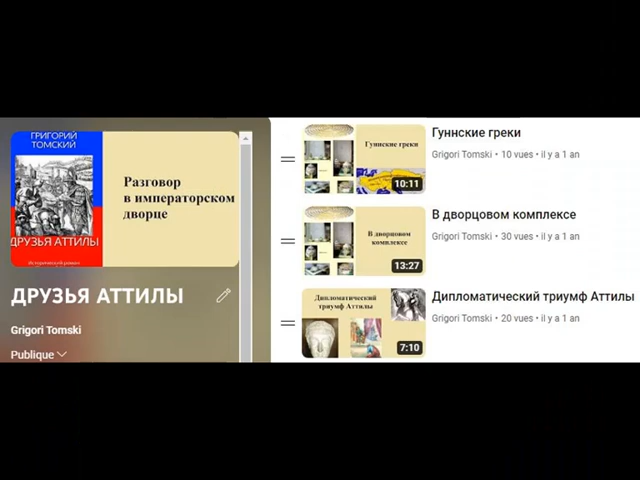 ГРИГОРИЙ
ТОМСКИЙ
ДРУЗЬЯ АТТИЛЫ
Исторический роман
Разговор
в императорском
дворце
ДРУЗЬЯ АТТИЛЫ
Grigori Tomski
Publique
Гуннские греки
10:11
Гуннские греки
Grigori Tomski • 10 vues • il y a 1 an
В дворцовом
комплексе
13:27
В дворцовом комплексе
Grigori Tomski • 30 vues • il y a 1 an
Дипломатический
триумф Аттилы
7:10
Дипломатический триумф Аттилы
Grigori Tomski • 20 vues • il y a 1 an